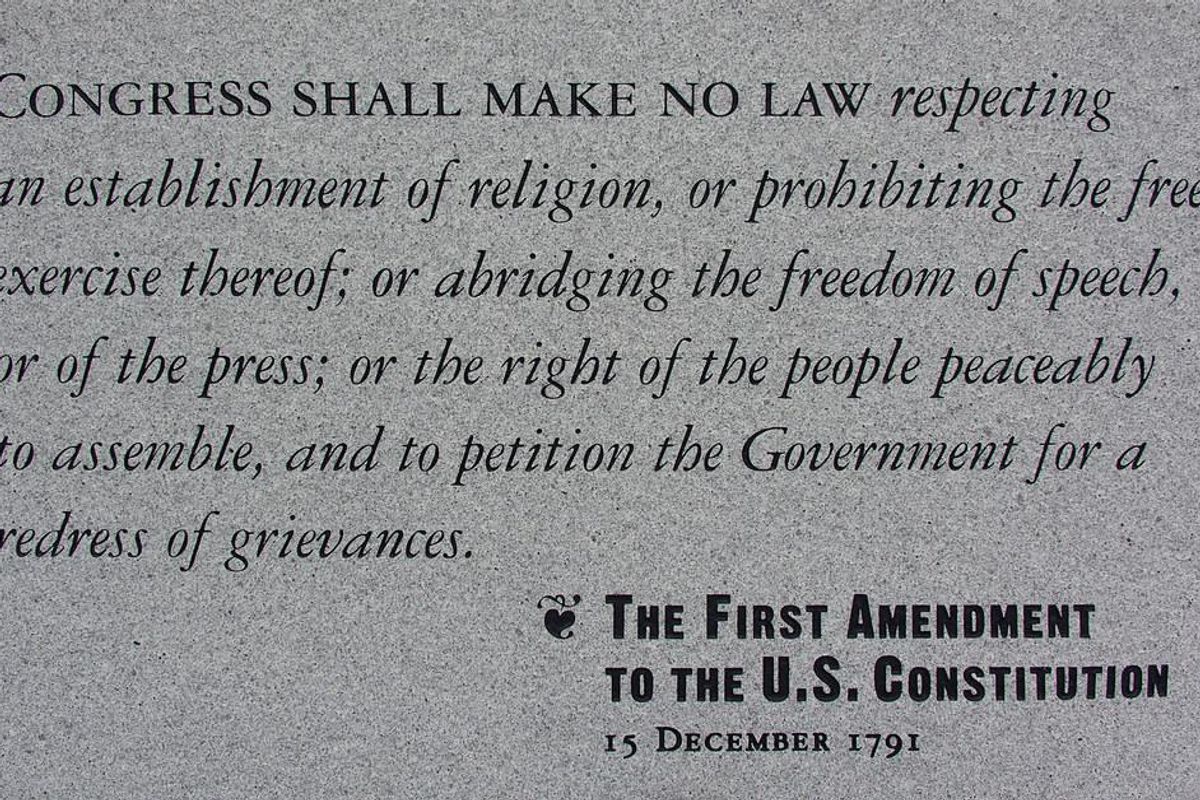 CONGRESS SHALL MAKE NO LAW respecting
an establishment of religion, or prohibiting the free
exercise thereof; or abridging the freedom of speech,
or of the press; or the right of the people peaceably
to assemble, and to petition the Government for a
redress of grievances.
THE FIRST AMENDMENT
TO THE U.S. CONSTITUTION
15 DECEMBER 1791